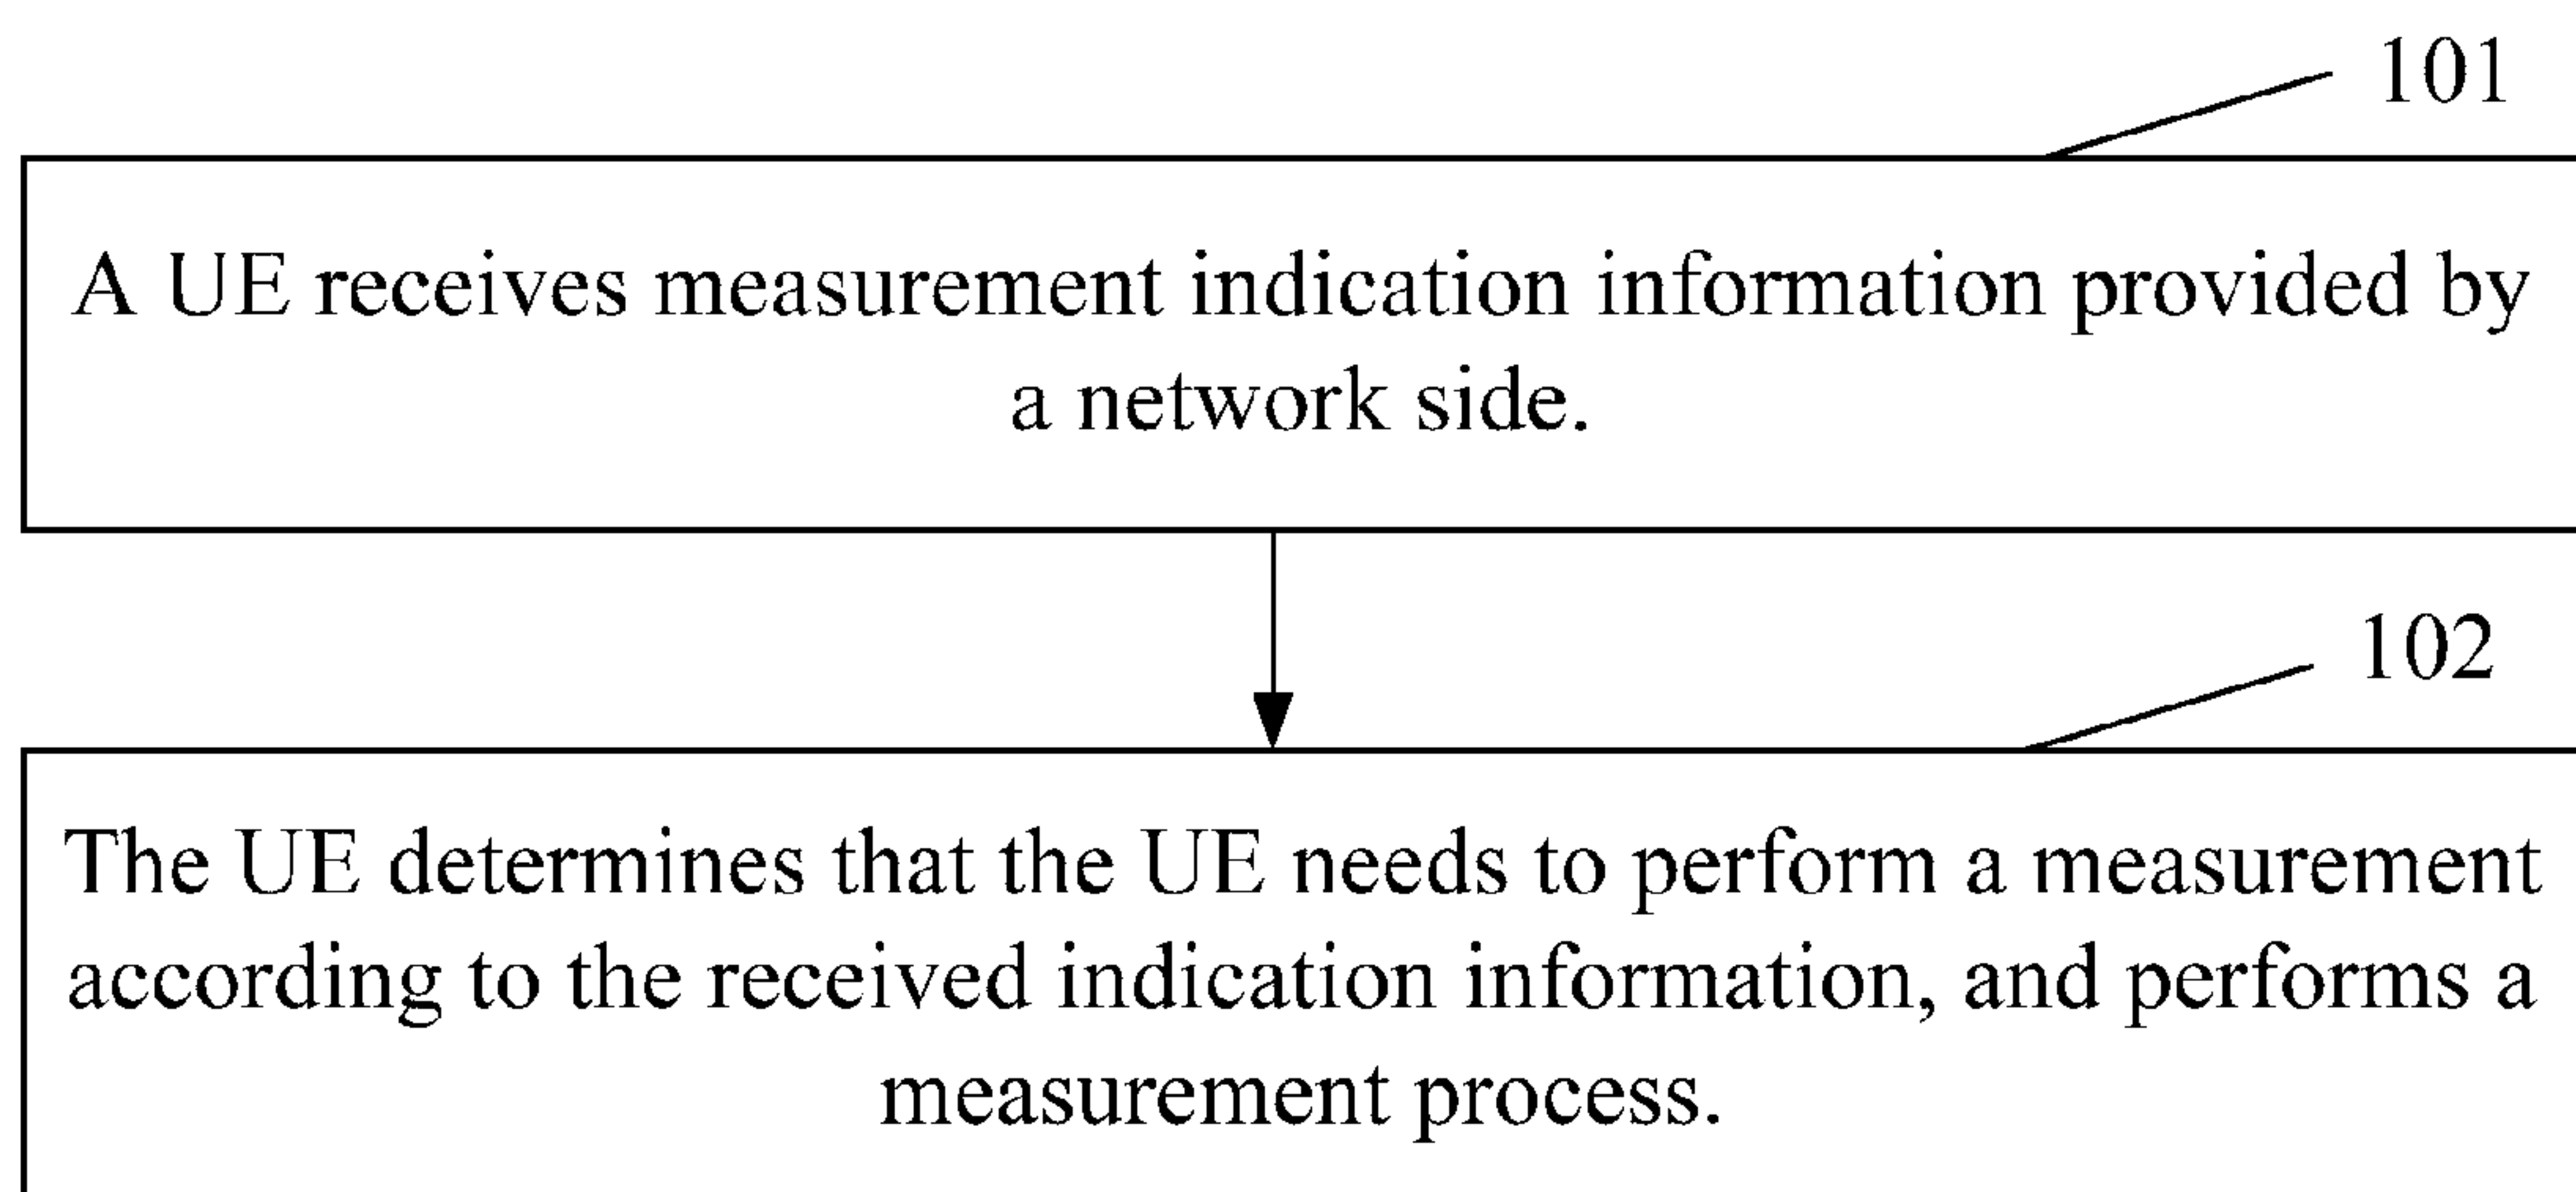 101
A UE receives measurement indication information provided by
a network side.
102
The UE determines that the UE needs to perform a measurement
according to the received indication information, and performs a
measurement process.